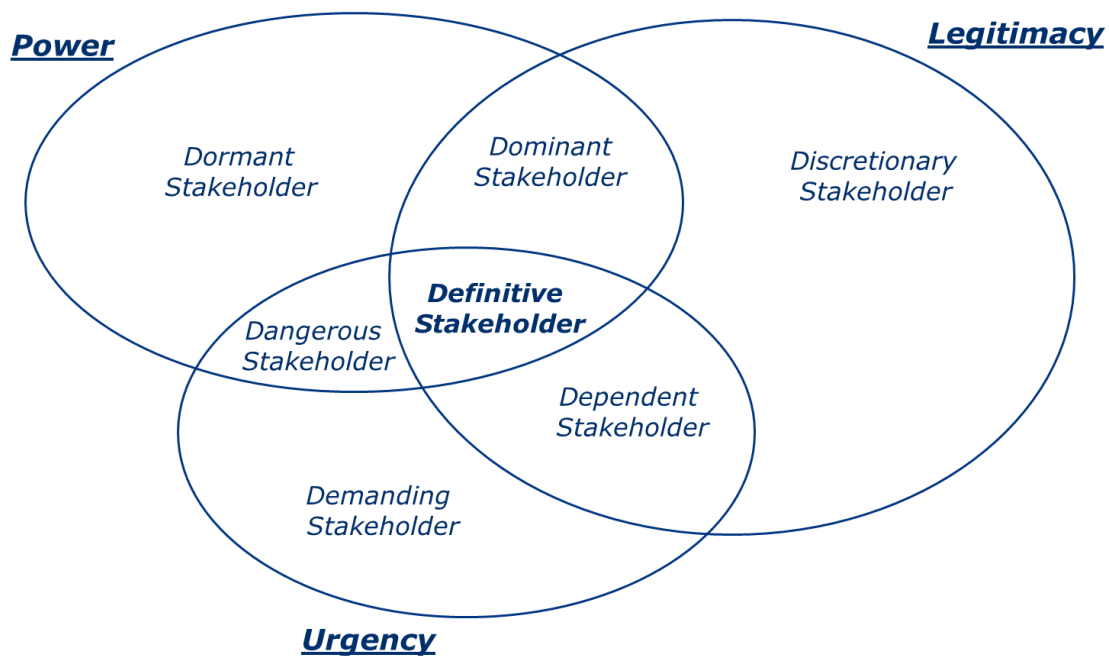 Power
Legitimacy
Dormant
Stakeholder
Dominant
Stakeholder
Discretionary
Stakeholder
Definitive
Stakeholder
Dangerous
Stakeholder
Dependent
Stakeholder
Demanding
Stakeholder
Urgency